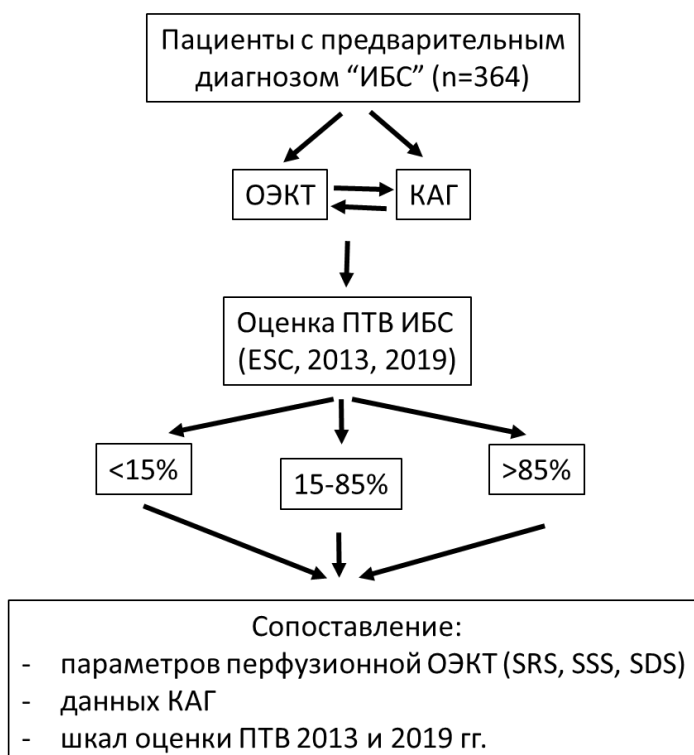 Пациенты с предварительным
диагнозом “ИБС” (n=364)
ОЭКТ
КАГ
Оценка ПТВ ИБС
(ESC, 2013, 2019)
<15%
15-85%
>85%
Сопоставление:
- параметров перфузионной ОЭКТ (SRS, SSS, SDS)
- данных КАГ
- шкал оценки ПТВ 2013 и 2019 гг.